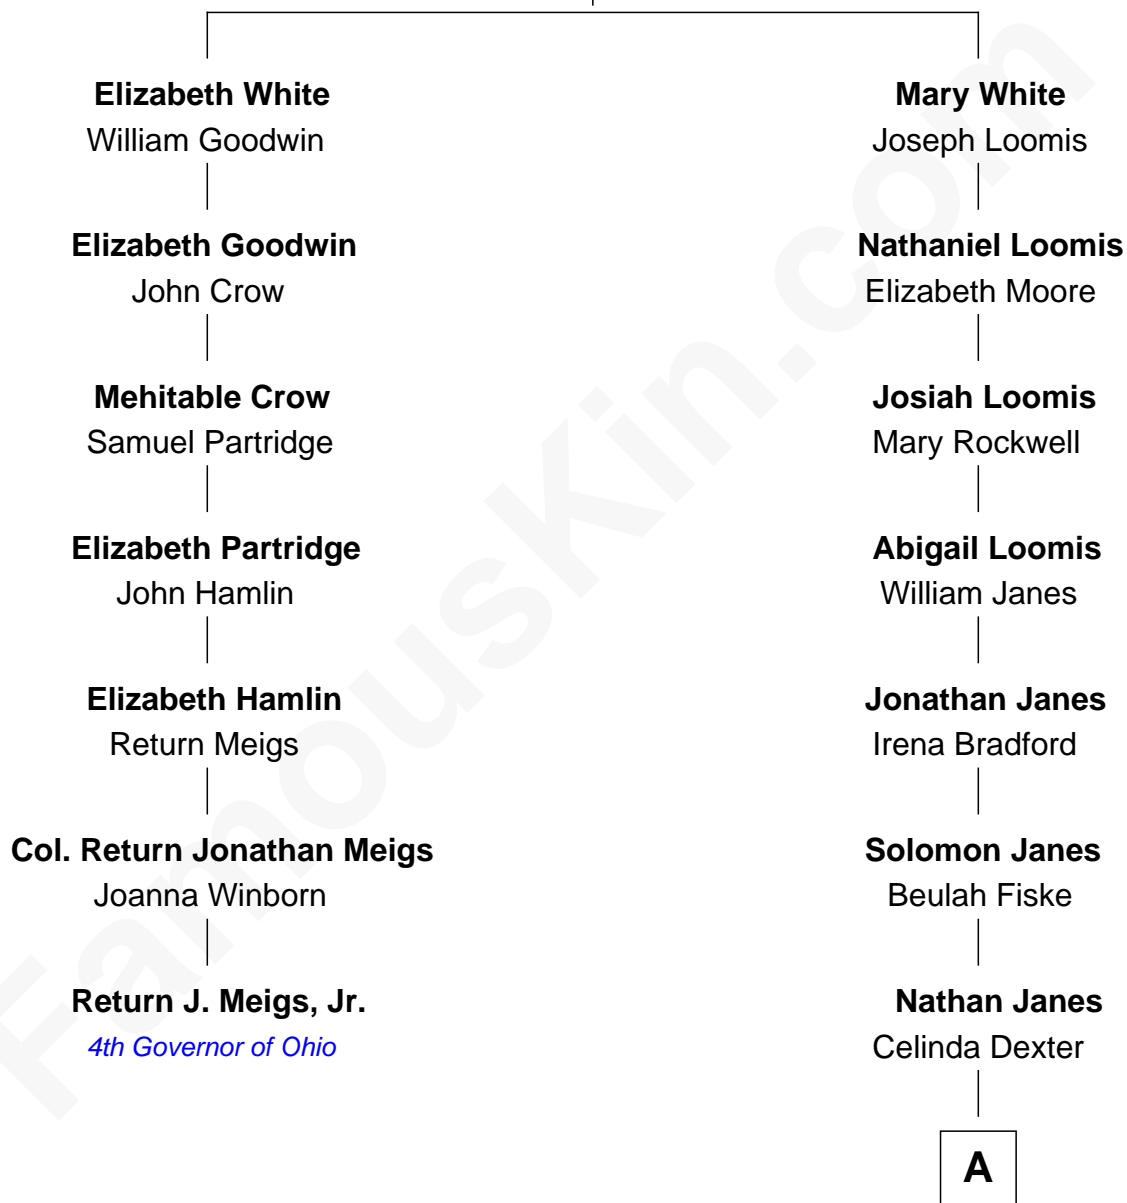 Elizabeth White
William Goodwin
Elizabeth Goodwin
John Crow
Mehitable Crow
Samuel Partridge
Elizabeth Partridge
John Hamlin
Elizabeth Hamlin
Return Meigs
Col. Return Jonathan Meigs
Joanna Winborn
Return J. Meigs, Jr.
4th Governor of Ohio
Mary White
Joseph Loomis
Nathaniel Loomis
Elizabeth Moore
Josiah Loomis
Mary Rockwell
Abigail Loomis
William Janes
Jonathan Janes
Irena Bradford
Solomon Janes
Beulah Fiske
Nathan Janes
Celinda Dexter
A
FamousKin.com